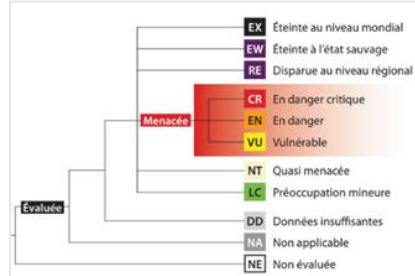 EX Éteinte au niveau mondial
EW Éteinte à l'état sauvage
RE Disparue au niveau régional
CR En danger critique
Menacée
EN En danger
VU Vulnérable
NT Quasi menacée
LC Préoccupation mineure
Évaluée
DD Données insuffisantes
NA Non applicable
NE Non évaluée